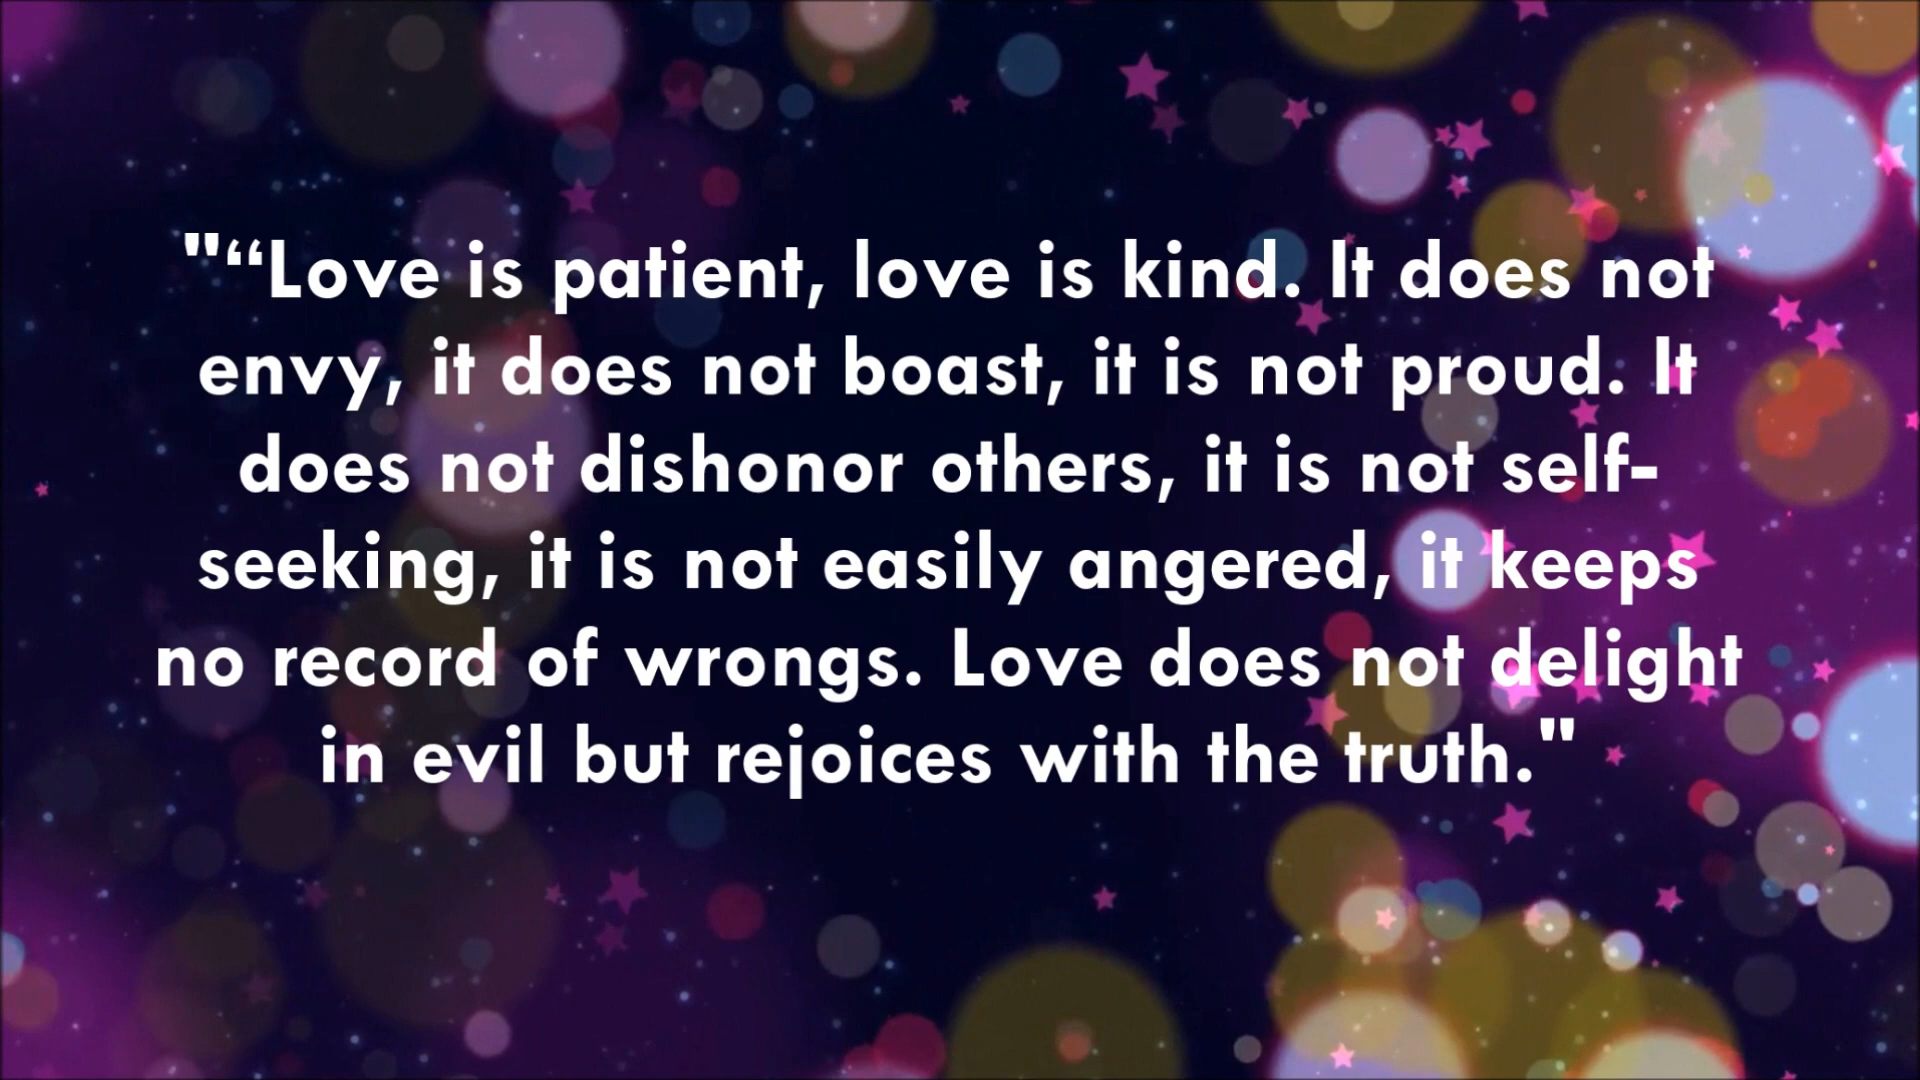 "“Love is patient, love is kind. It does not
envy, it does not boast, it is not proud. It
does not dishonor others, it is not self-
seeking, it is not easily angered, it keeps
no record of wrongs. Love does not delight
in evil but rejoices with the truth."